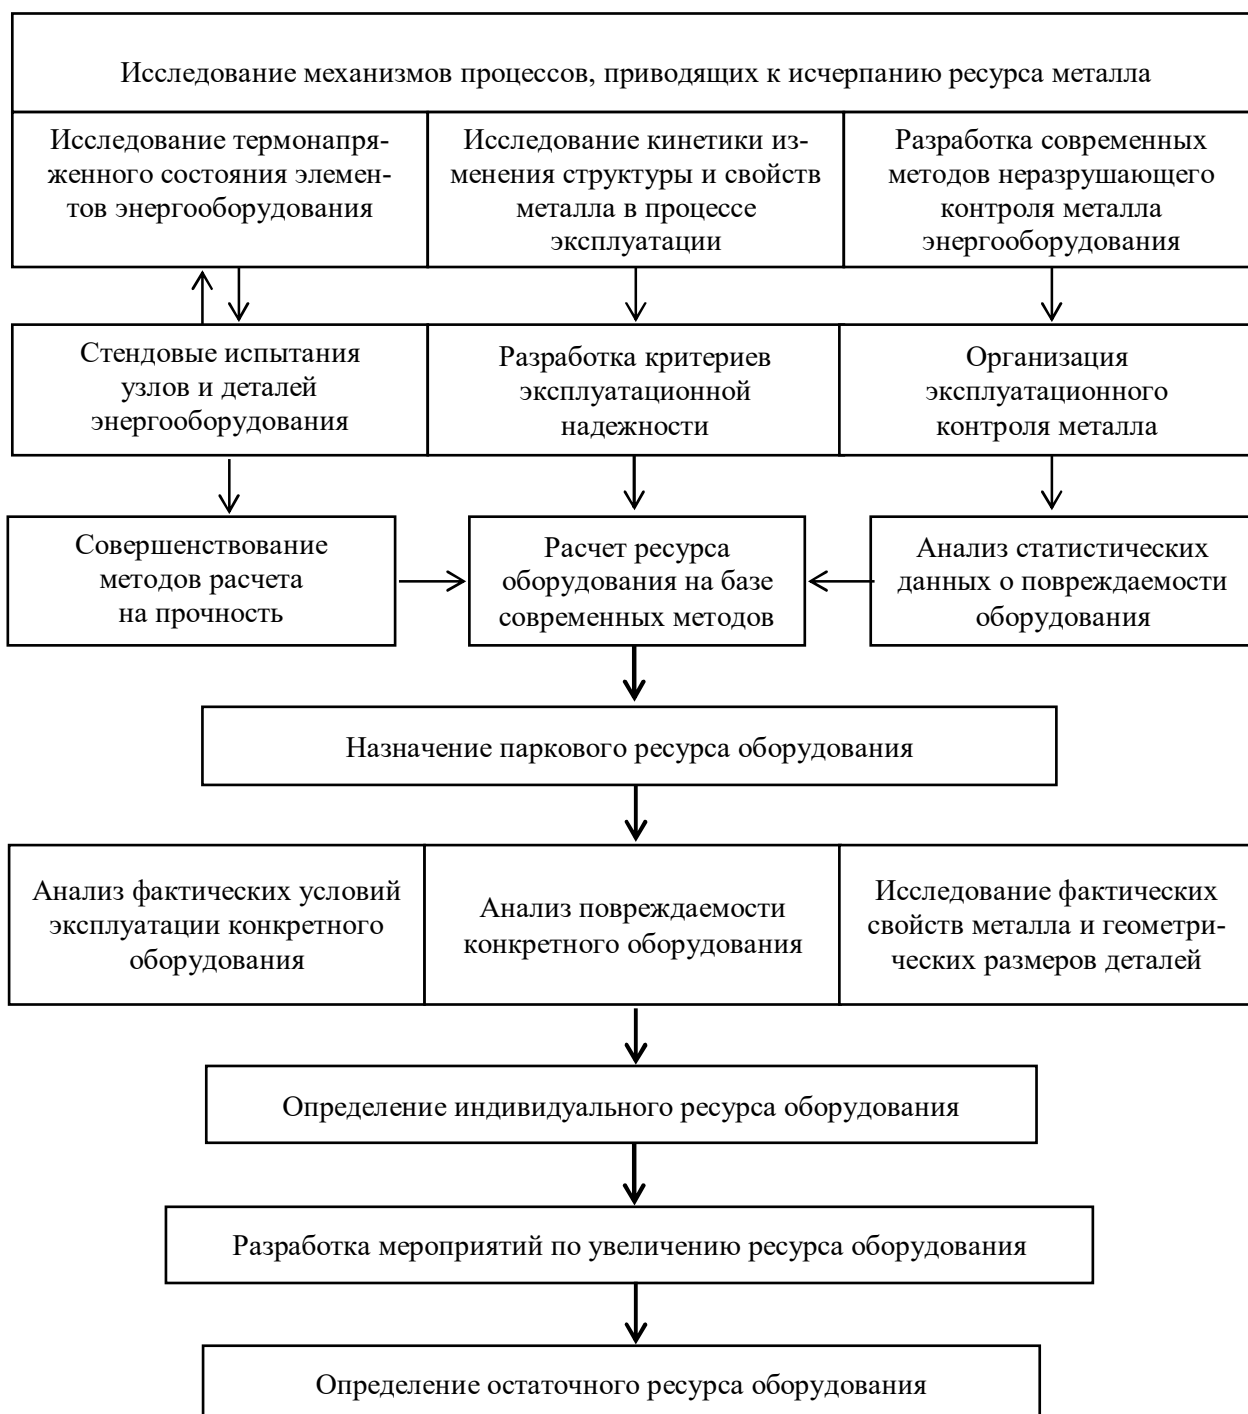 Исследование механизмов процессов, приводящих к исчерпанию ресурса металла
Исследование термонапря-
женного состояния элемен-
тов энергооборудования
Исследование кинетики из-
менения структуры и свойств
металла в процессе
эксплуатации
Разработка современных
методов неразрушающего
контроля металла
энергооборудования
Стендовые испытания
узлов и деталей
энергооборудования
Разработка критериев
эксплуатационной
надежности
Организация
эксплуатационного
контроля металла
Совершенствование
методов расчета
на прочность
Расчет ресурса
оборудования на базе
современных методов
Анализ статистических
данных о повреждаемости
оборудования
Назначение паркового ресурса оборудования
Анализ фактических условий
эксплуатации конкретного
оборудования
Анализ повреждаемости
конкретного оборудования
Исследование фактических
свойств металла и геометри-
ческих размеров деталей
Определение индивидуального ресурса оборудования
Разработка мероприятий по увеличению ресурса оборудования
Определение остаточного ресурса оборудования